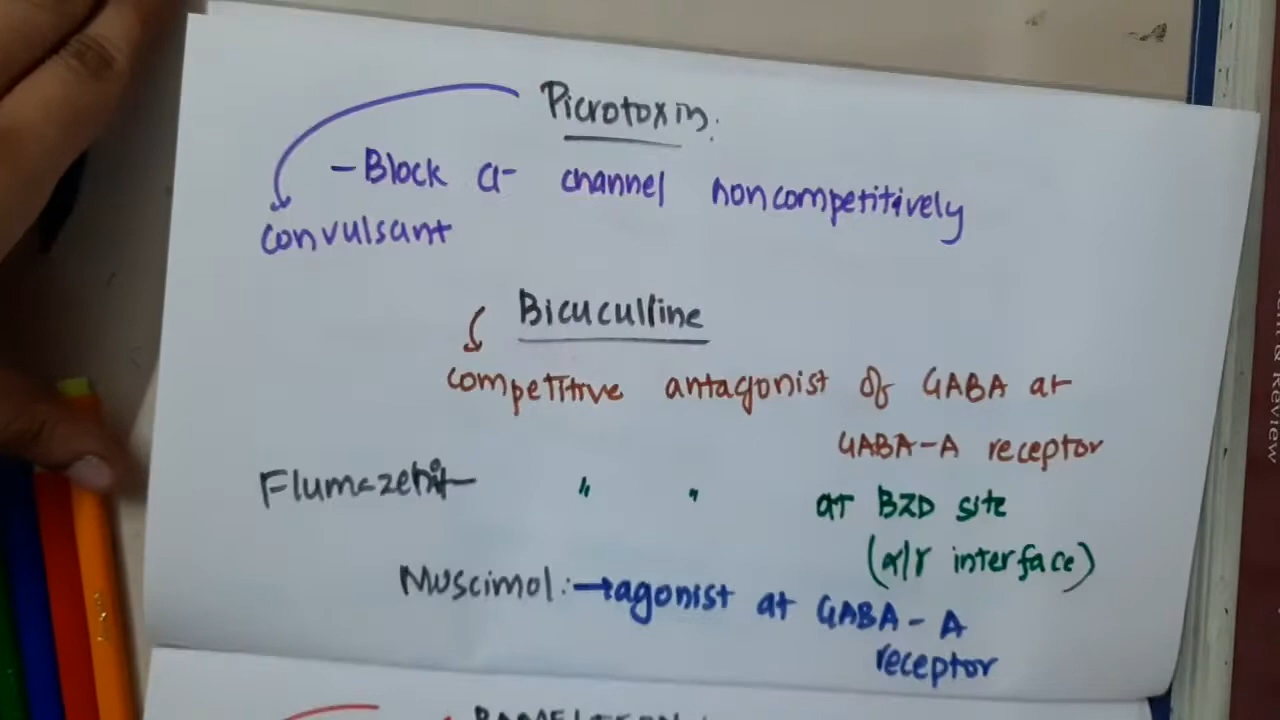 Picrotoxin.
- Block Cl- channel noncompetitively
convulsant
Bicuculline
competitive antagonist of GABA at
GABA-A receptor
Flumazenil " " at BZD site
(α/γ interface)
Muscimol: → agonist at GABA-A
receptor
Review